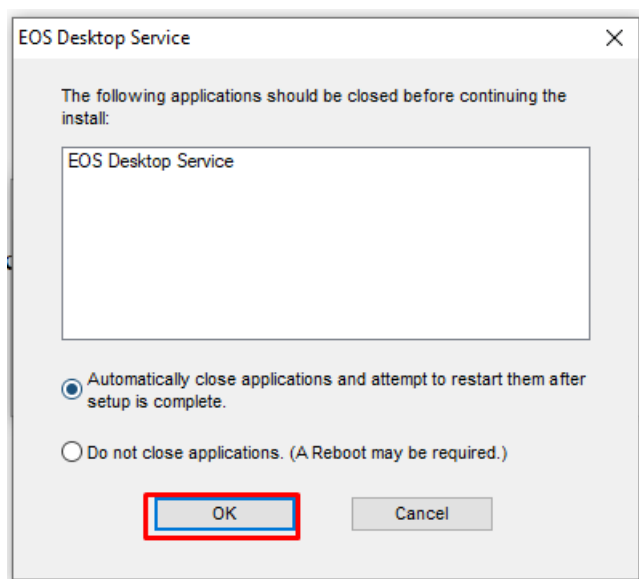 EOS Desktop Service
The following applications should be closed before continuing the
install:
EOS Desktop Service
Automatically close applications and attempt to restart them after
setup is complete.
Do not close applications. (A Reboot may be required.)
OK
Cancel